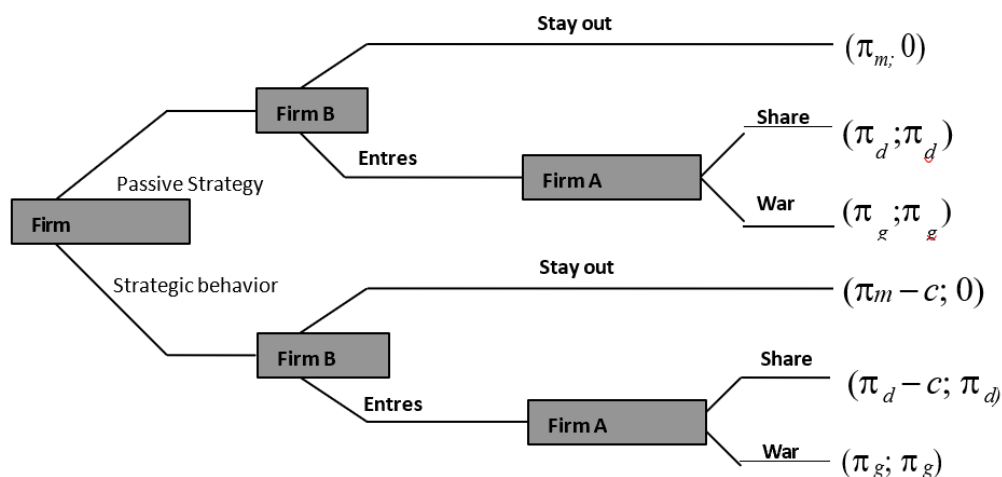 Stay out
(π_m; 0)
Firm B
Share
(π_d ;π_d)
Entres
Firm A
Passive Strategy
War
(π_g ;π_g)
Firm
Stay out
Strategic behavior
(πm − c; 0)
Firm B
Share
(π_d − c; π_d)
Entres
Firm A
War
(π_g; π_g)